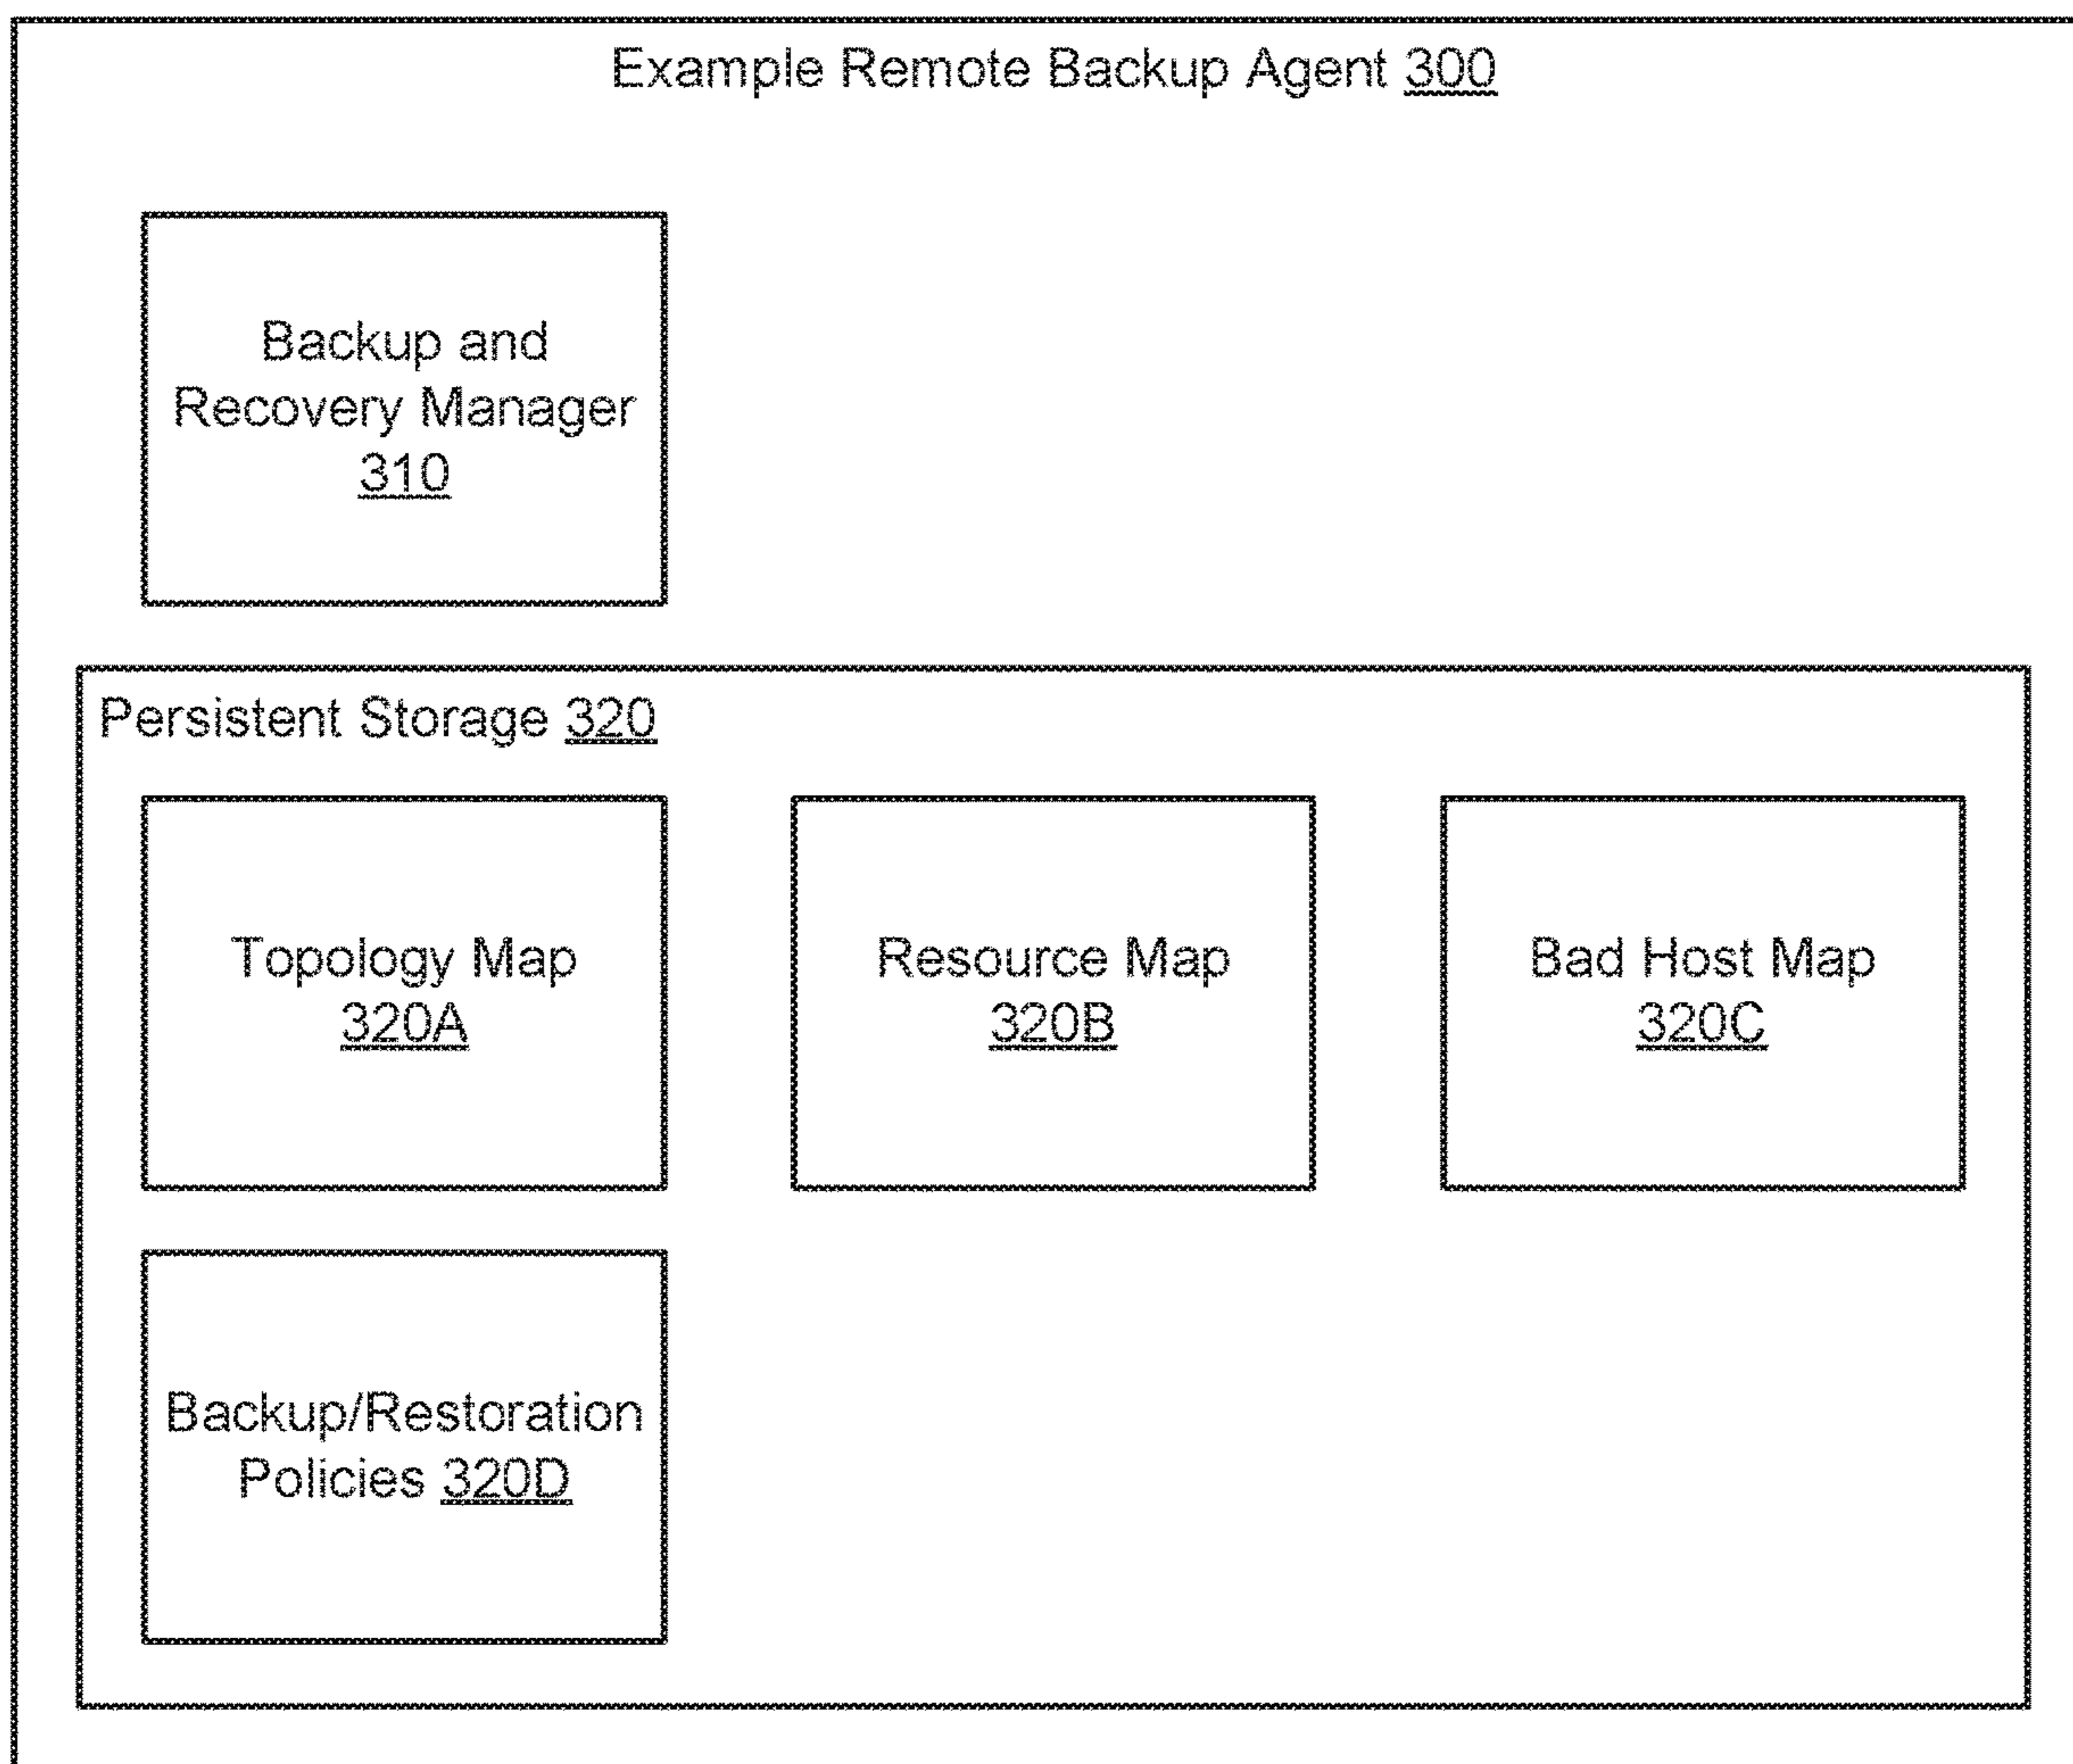 Example Remote Backup Agent 300
Backup and
Recovery Manager
310
Persistent Storage 320
Topology Map
320A
Resource Map
320B
Bad Host Map
320C
Backup/Restoration
Policies 320D